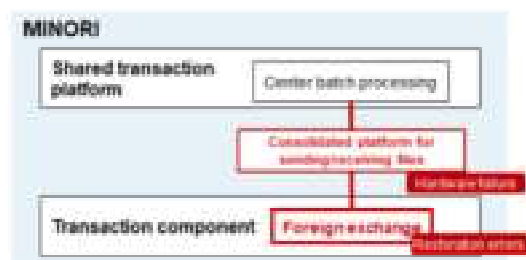 MINORI
Shared transaction
platform
Center batch processing
Consolidated platform for
sending/receiving files
Hardware failure
Transaction component
Foreign exchange
Restoration errors